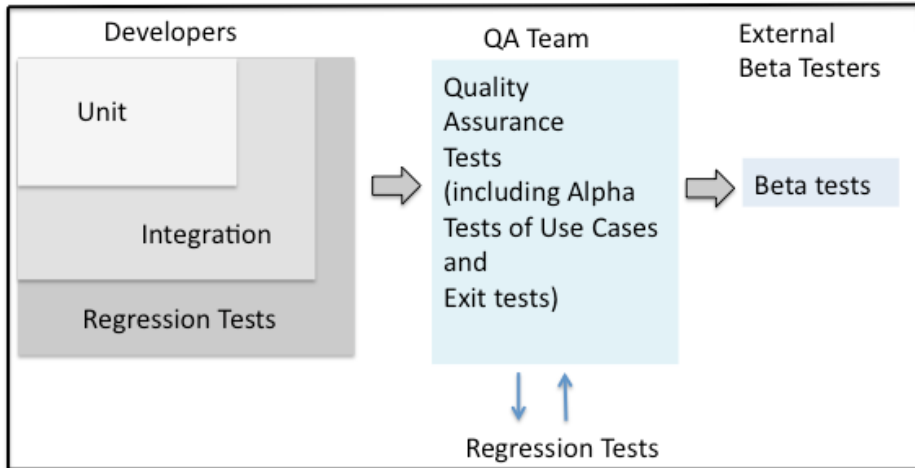 Developers
Unit
Integration
Regression Tests
QA Team
Quality
Assurance
Tests
(including Alpha
Tests of Use Cases
and
Exit tests)
Regression Tests
External
Beta Testers
Beta tests